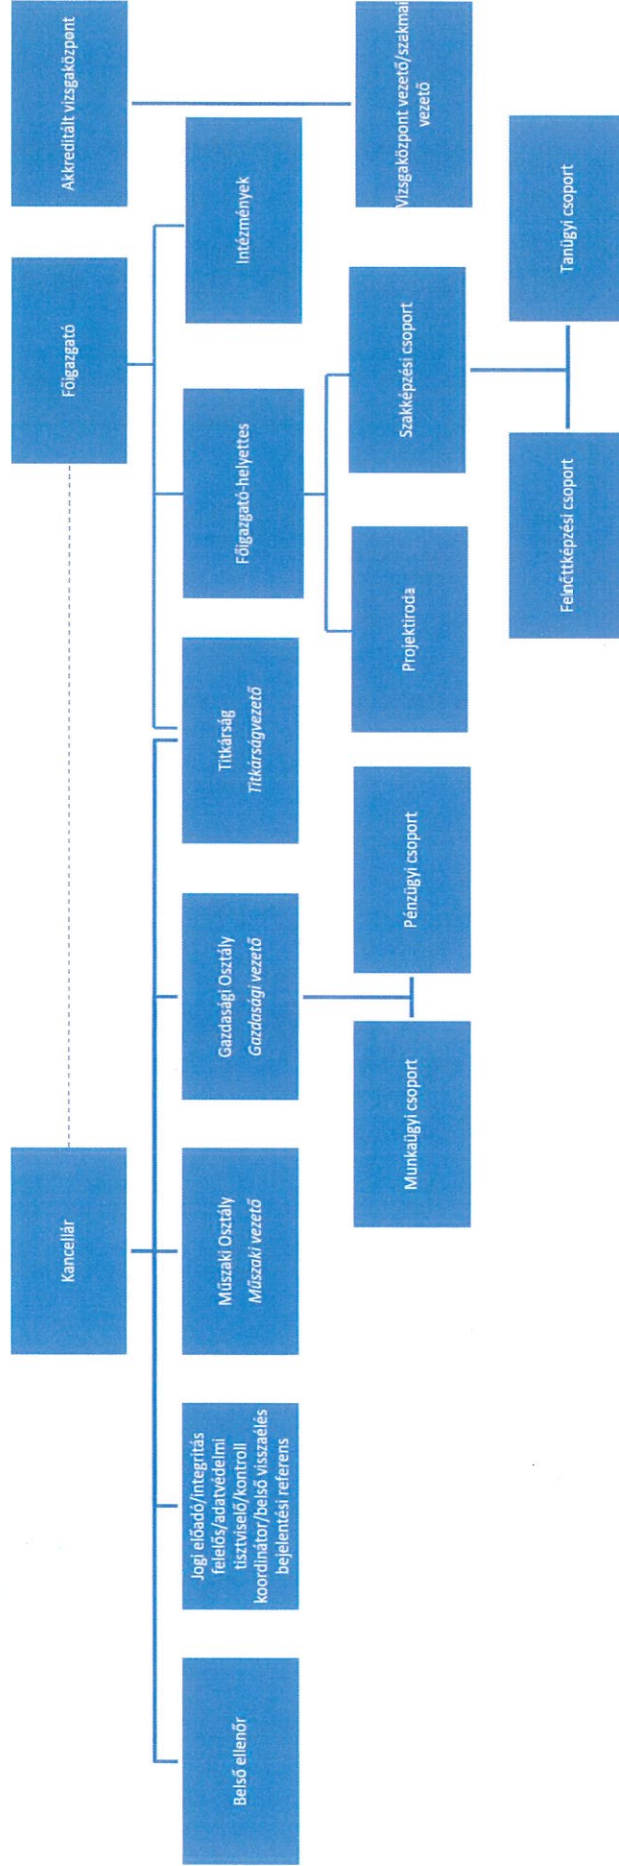 Kancellár
Főigazgató
Akkreditált vizsgaközpont
Belső ellenőr
Jogi előadó/integritás
felelős/adatvédelmi
tisztviselő/kontroll
koordinátor/belső visszaélés
bejelentési referens
Műszaki Osztály
Műszaki vezető
Gazdasági Osztály
Gazdasági vezető
Titkárság
Titkárságvezető
Főigazgató-helyettes
Intézmények
Munkaügyi csoport
Pénzügyi csoport
Projektiroda
Szakképzési csoport
Vizsgaközpont vezető/szakmai
vezető
Felnőttképzési csoport
Tanügyi csoport